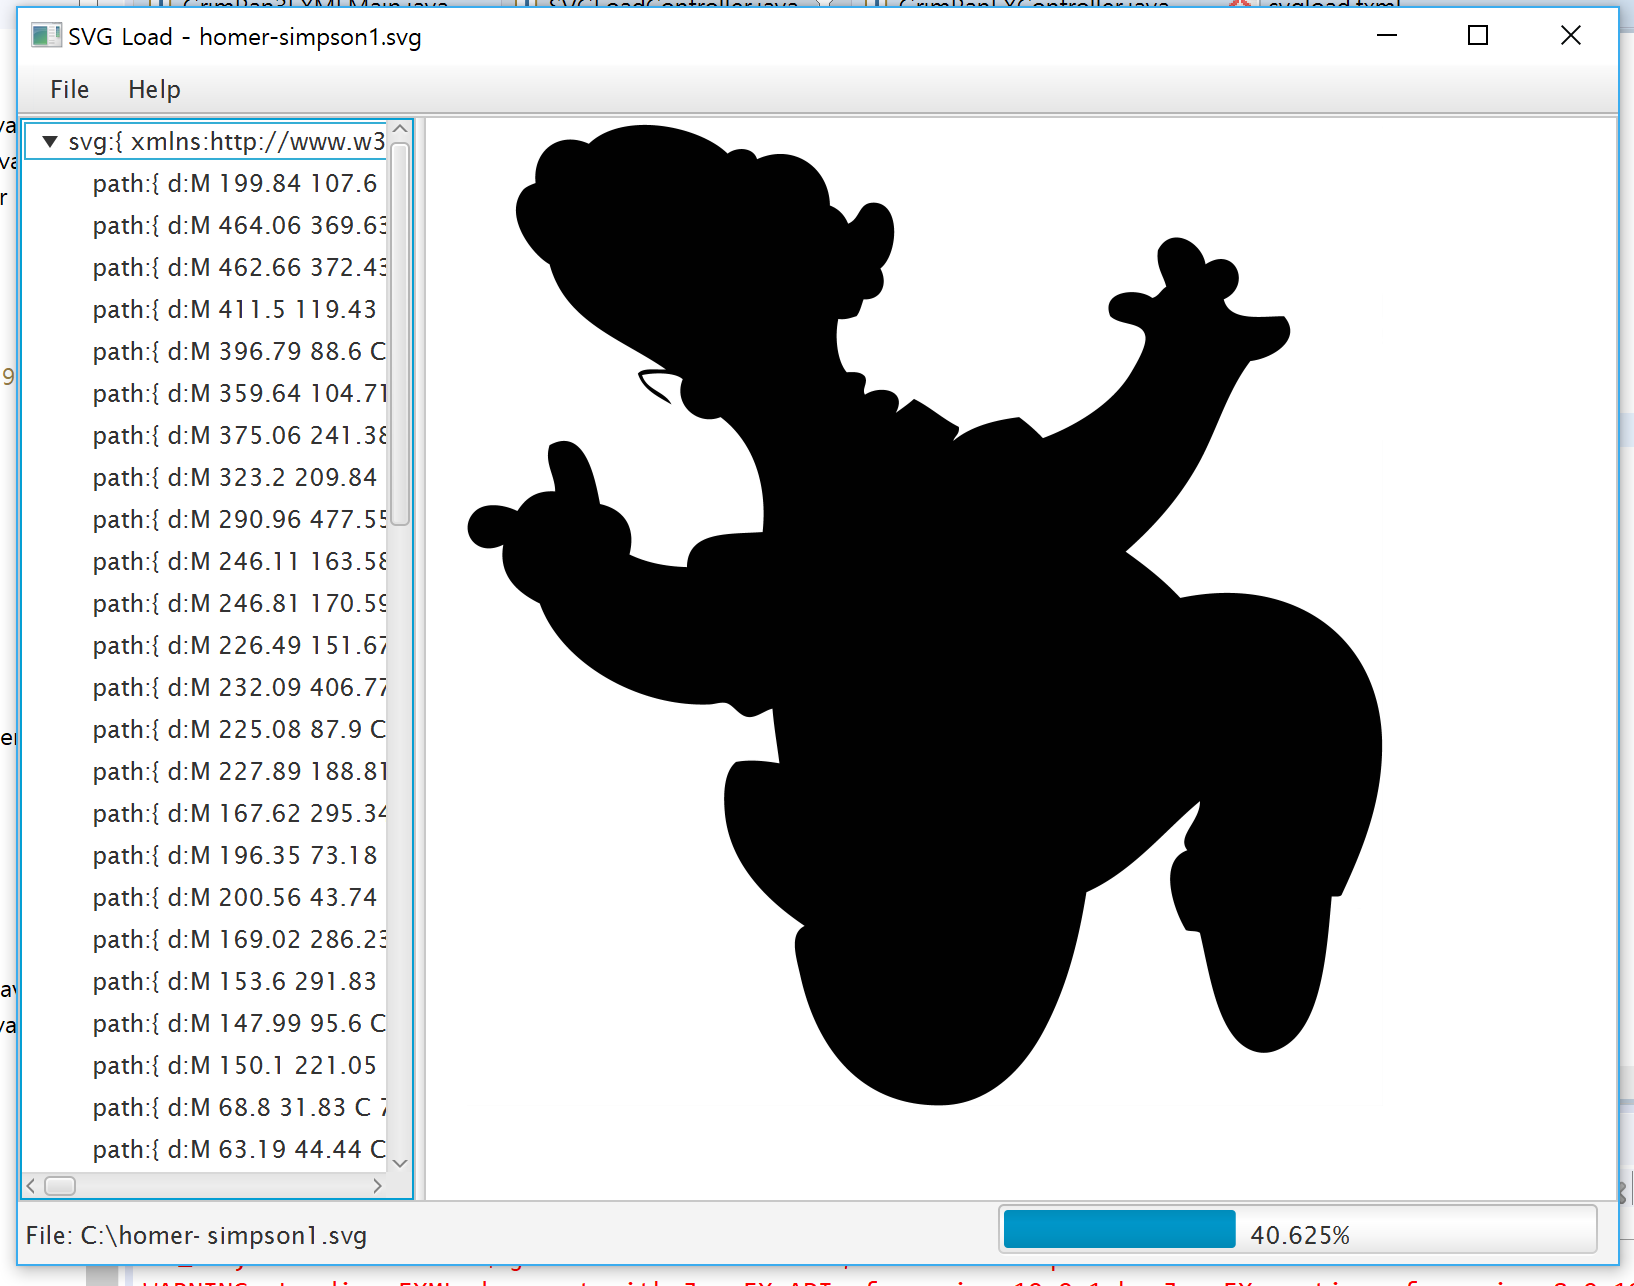 SVG Load - homer-simpson1.svg
File Help
svg:{ xmlns:http://www.w3
path:{ d:M 199.84 107.6
path:{ d:M 464.06 369.63
path:{ d:M 462.66 372.43
path:{ d:M 411.5 119.43
path:{ d:M 396.79 88.6 C
path:{ d:M 359.64 104.71
path:{ d:M 375.06 241.38
path:{ d:M 323.2 209.84
path:{ d:M 290.96 477.55
path:{ d:M 246.11 163.58
path:{ d:M 246.81 170.59
path:{ d:M 226.49 151.67
path:{ d:M 232.09 406.77
path:{ d:M 225.08 87.9 C
path:{ d:M 227.89 188.81
path:{ d:M 167.62 295.34
path:{ d:M 196.35 73.18
path:{ d:M 200.56 43.74
path:{ d:M 169.02 286.23
path:{ d:M 153.6 291.83
path:{ d:M 147.99 95.6 C
path:{ d:M 150.1 221.05
path:{ d:M 68.8 31.83 C 7
path:{ d:M 63.19 44.44 C
File: C:\homer- simpson1.svg
40.625%